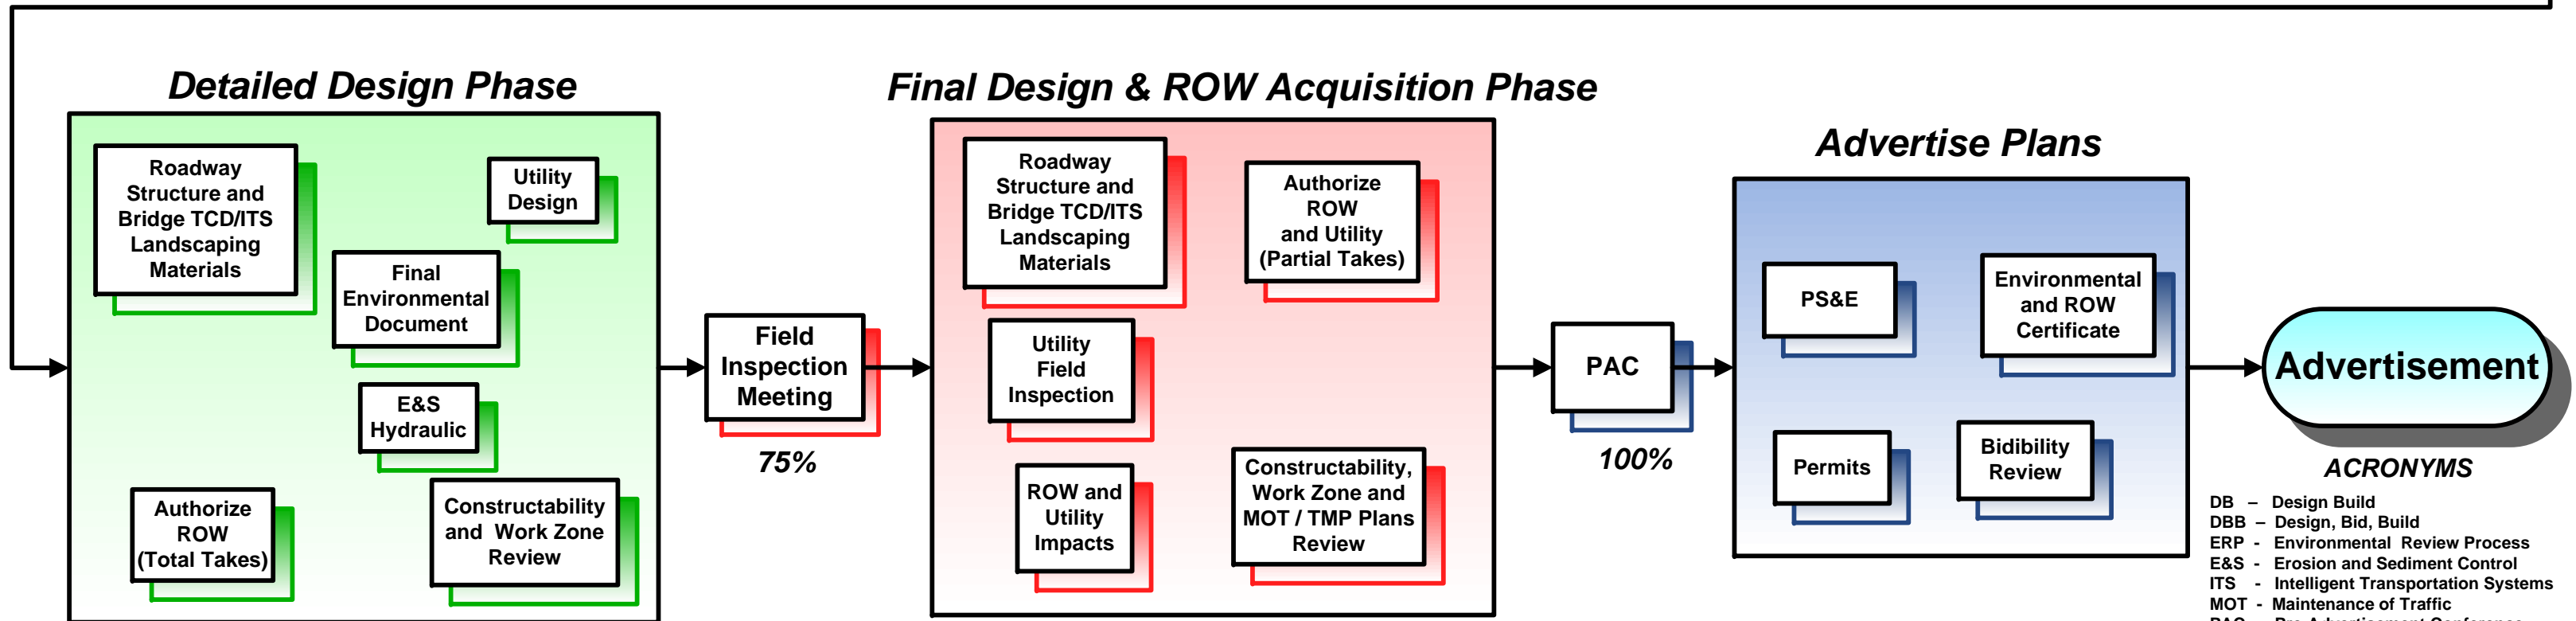 Detailed Design Phase
Roadway
Structure and
Bridge TCD/ITS
Landscaping
Materials
Utility
Design
Final
Environmental
Document
E&S
Hydraulic
Authorize
ROW
(Total Takes)
Constructability
and Work Zone
Review
Field
Inspection
Meeting
75%
Final Design & ROW Acquisition Phase
Roadway
Structure and
Bridge TCD/ITS
Landscaping
Materials
Authorize
ROW
and Utility
(Partial Takes)
Utility
Field
Inspection
ROW and
Utility
Impacts
Constructability,
Work Zone and
MOT / TMP Plans
Review
PAC
100%
Advertise Plans
PS&E
Environmental
and ROW
Certificate
Permits
Bidibility
Review
Advertisement
ACRONYMS
DB – Design Build
DBB – Design, Bid, Build
ERP - Environmental Review Process
E&S - Erosion and Sediment Control
ITS - Intelligent Transportation Systems
MOT - Maintenance of Traffic
PAC - Pre-Advertisement Conference